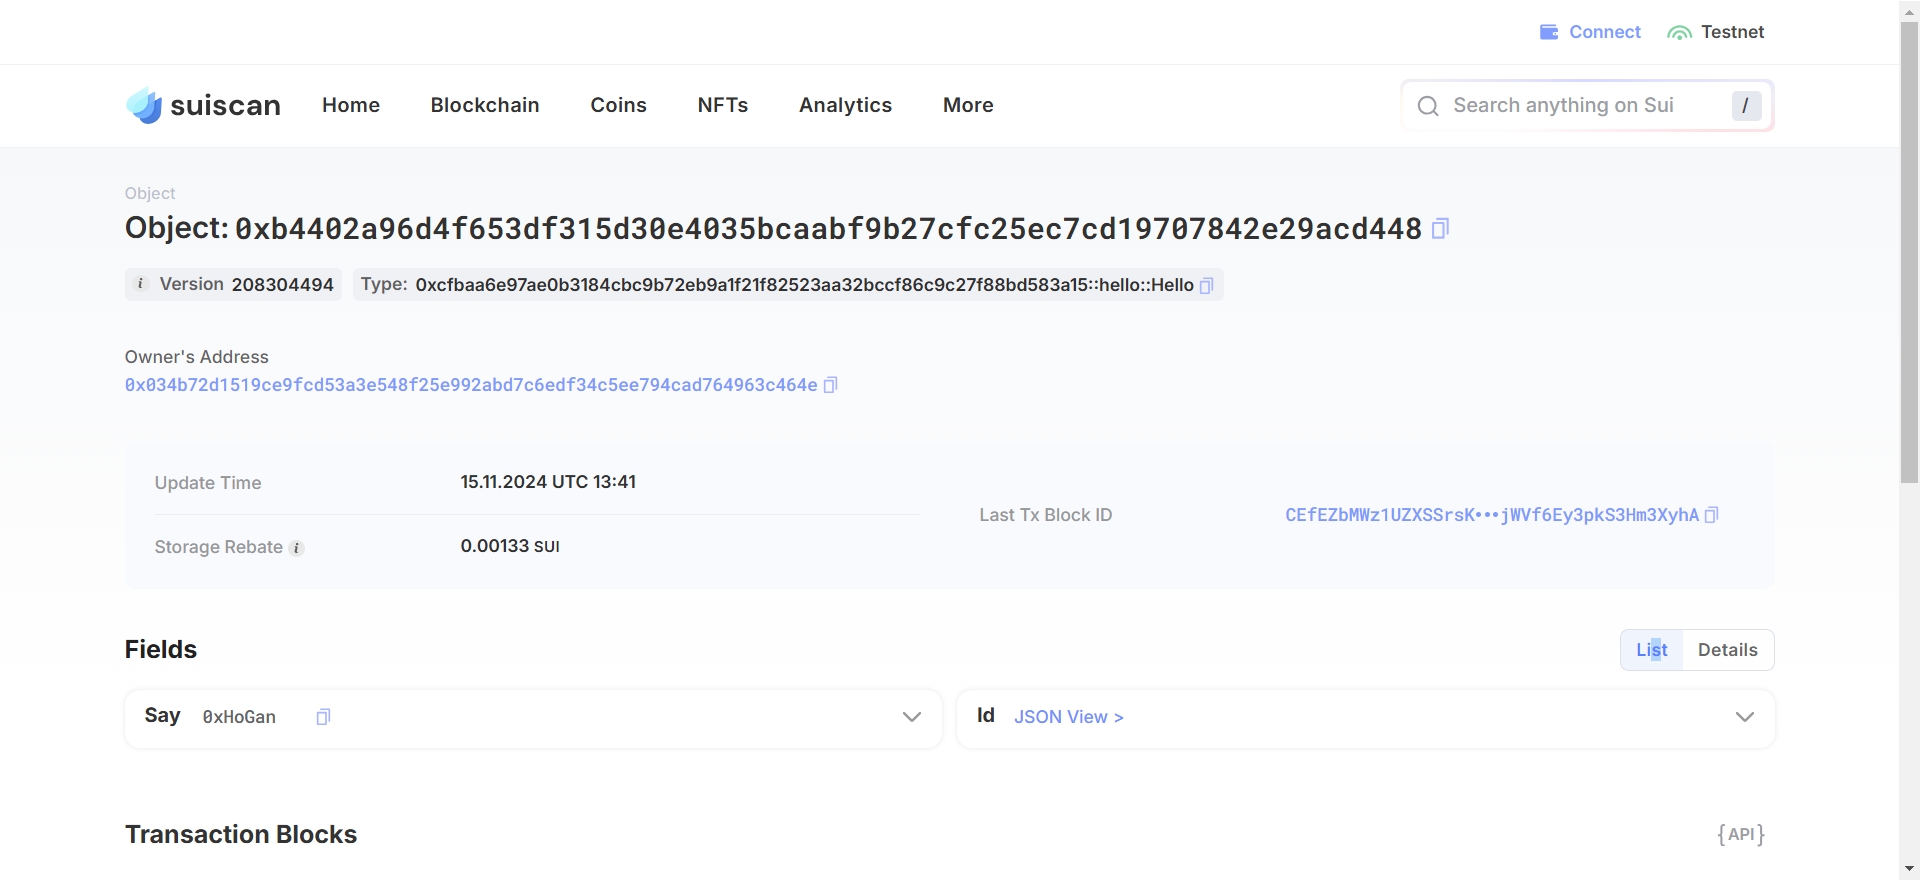 Connect Testnet
suiscan Home Blockchain Coins NFTs Analytics More Search anything on Sui /
Object
Object: 0xb4402a96d4f653df315d30e4035bcaabf9b27cfc25ec7cd19707842e29acd448
i Version 208304494 Type: 0xcfbaa6e97ae0b3184cbc9b72eb9a1f21f82523aa32bccf86c9c27f88bd583a15::hello::Hello
Owner's Address
0x034b72d1519ce9fcd53a3e548f25e992abd7c6edf34c5ee794cad764963c464e
Update Time 15.11.2024 UTC 13:41
Last Tx Block ID CEfEZbMWz1UZXSSrsK•••jWVf6Ey3pkS3Hm3XyhA
Storage Rebate i 0.00133 SUI
Fields List Details
Say 0xHoGan Id JSON View >
Transaction Blocks {API}